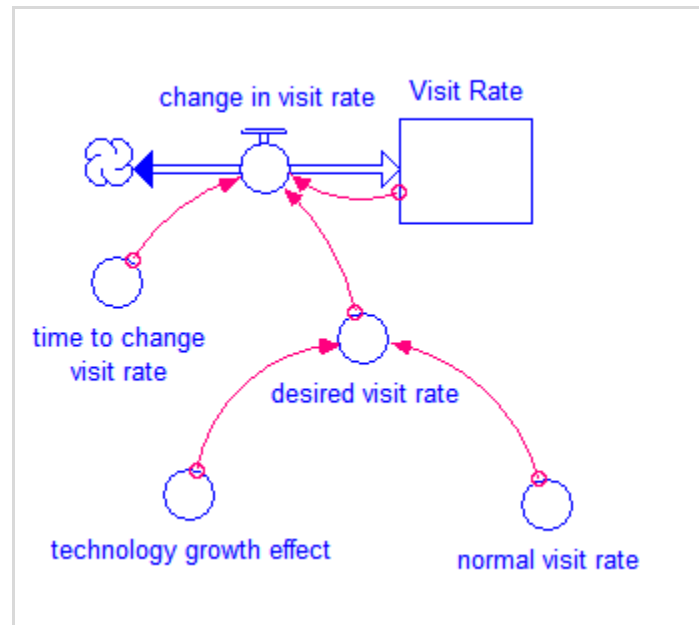 Visit Rate
change in visit rate
time to change
visit rate
desired visit rate
technology growth effect
normal visit rate